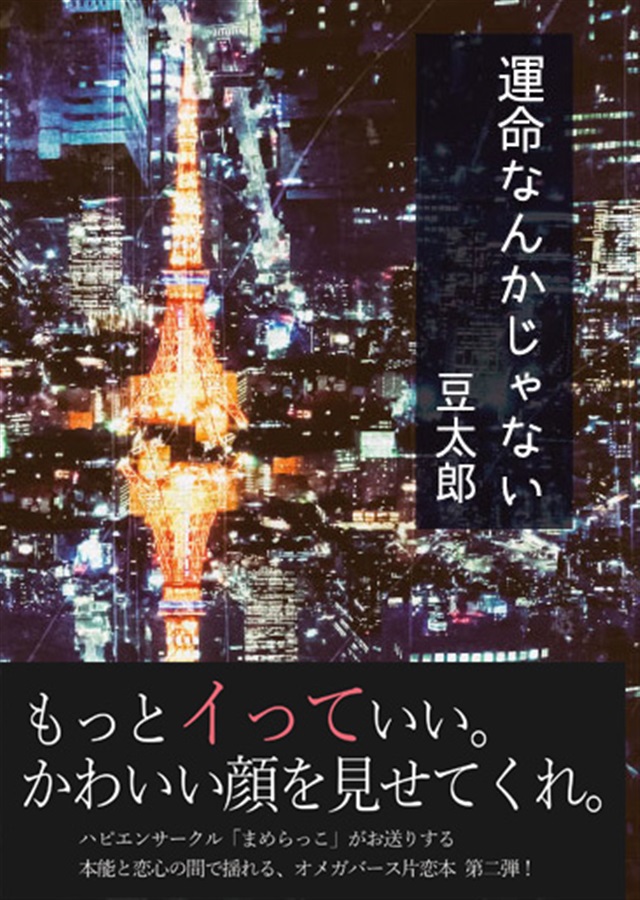 運命なんかじゃない
豆太郎
もっとイっていい。
かわいい顔を見せてくれ。
ハピエンサークル「まめらっこ」がお送りする
本能と恋心の間で揺れる、オメガバース片恋本 第二弾！